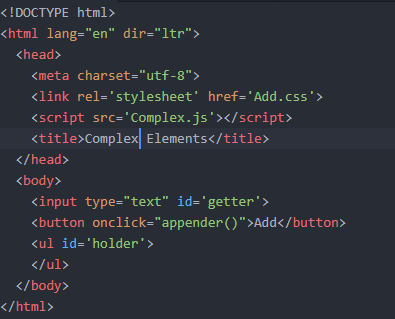 <!DOCTYPE html>
<html lang="en" dir="ltr">
<head>
<meta charset="utf-8">
<link rel='stylesheet' href='Add.css'>
<script src='Complex.js'></script>
<title>Complex Elements</title>
</head>
<body>
<input type="text" id='getter'>
<button onclick="appender()">Add</button>
<ul id='holder'>
</ul>
</body>
</html>